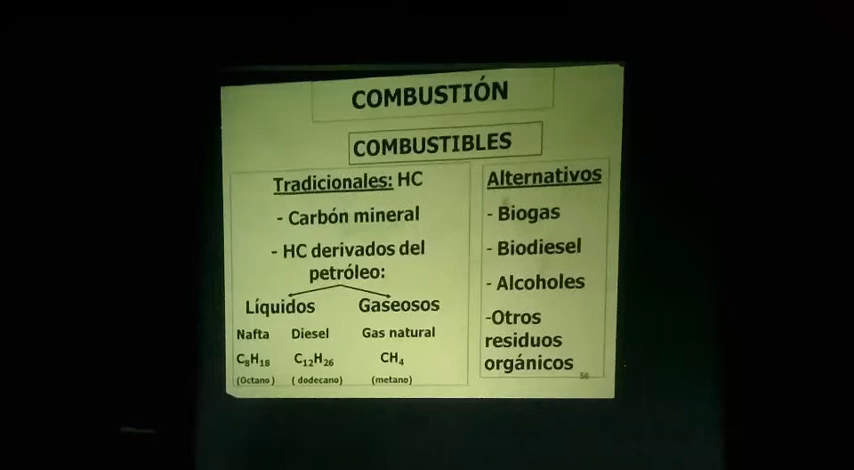 COMBUSTIÓN
COMBUSTIBLES
Tradicionales: HC
- Carbón mineral
- HC derivados del
petróleo:
Líquidos Gaseosos
Nafta Diesel Gas natural
C₈H₁₈ C₁₂H₂₆ CH₄
(Octano) ( dodecano) (metano)
Alternativos
- Biogas
- Biodiesel
- Alcoholes
-Otros
residuos
orgánicos
56